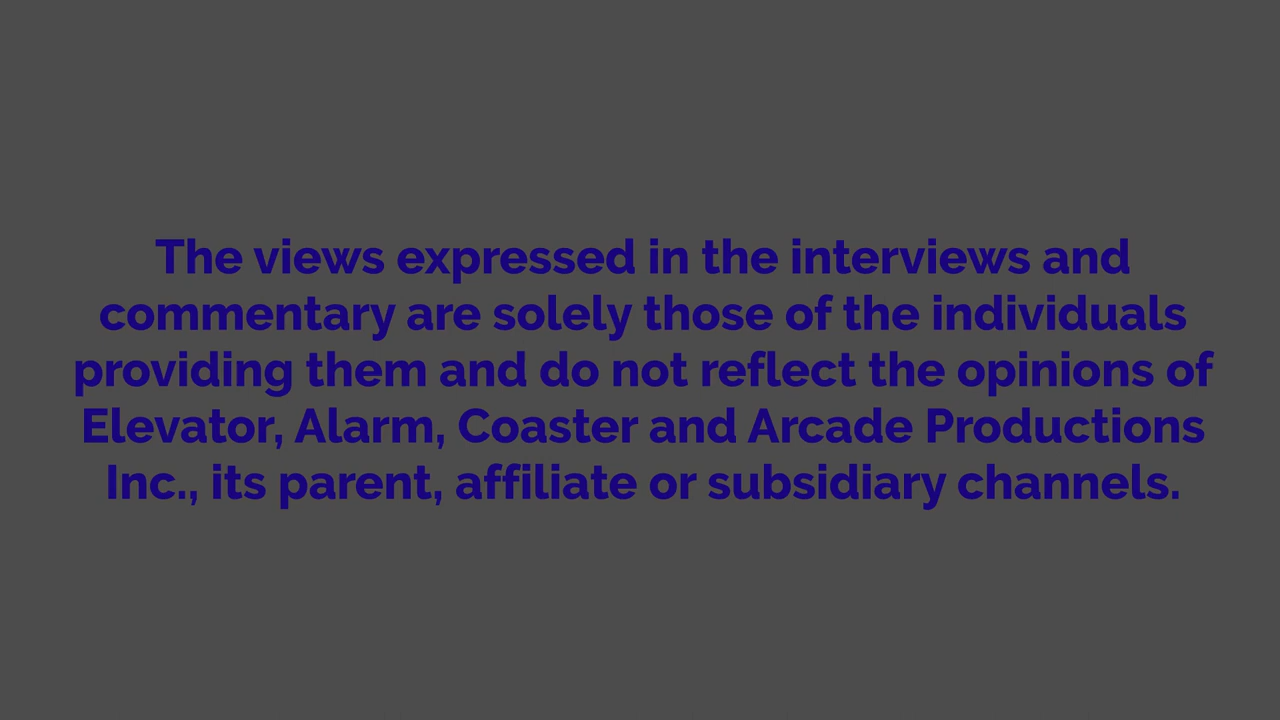 The views expressed in the interviews and
commentary are solely those of the individuals
providing them and do not reflect the opinions of
Elevator, Alarm, Coaster and Arcade Productions
Inc., its parent, affiliate or subsidiary channels.